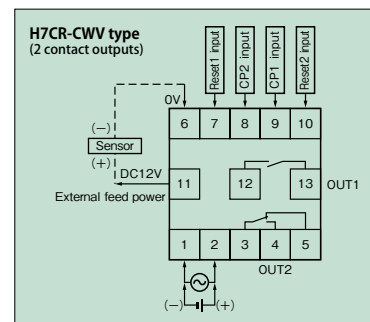 H7CR-CWV type
(2 contact outputs)
Reset1 input
CP2 input
CP1 input
Reset2 input
0V
6 7 8 9 10
(−)
Sensor
(+)
DC12V
11 12 13 OUT1
External feed power
1 2 3 4 5
OUT2
(−) (+)